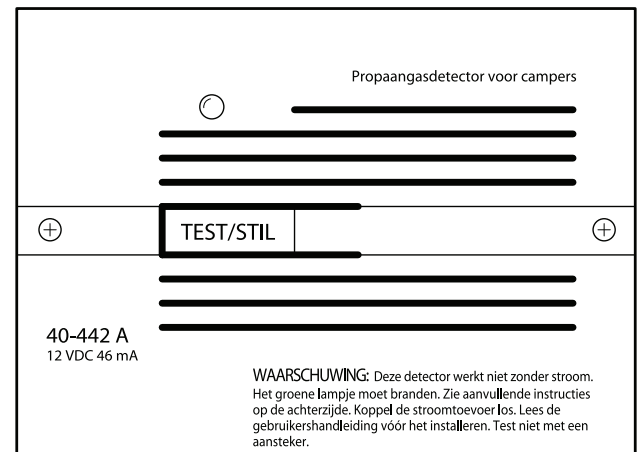 Propaangasdetector voor campers
TEST/STIL
40-442 A
12 VDC 46 mA
WAARSCHUWING: Deze detector werkt niet zonder stroom.
Het groene lampje moet branden. Zie aanvullende instructies
op de achterzijde. Koppel de stroomtoevoer los. Lees de
gebruikershandleiding vóór het installeren. Test niet met een
aansteker.